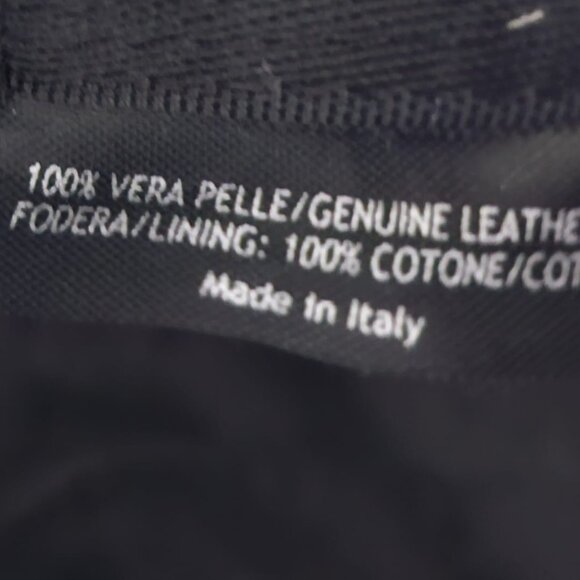 100% VERA PELLE/GENUINE LEATHE
FODERA/LINING: 100% COTONE/COT
Made in Italy